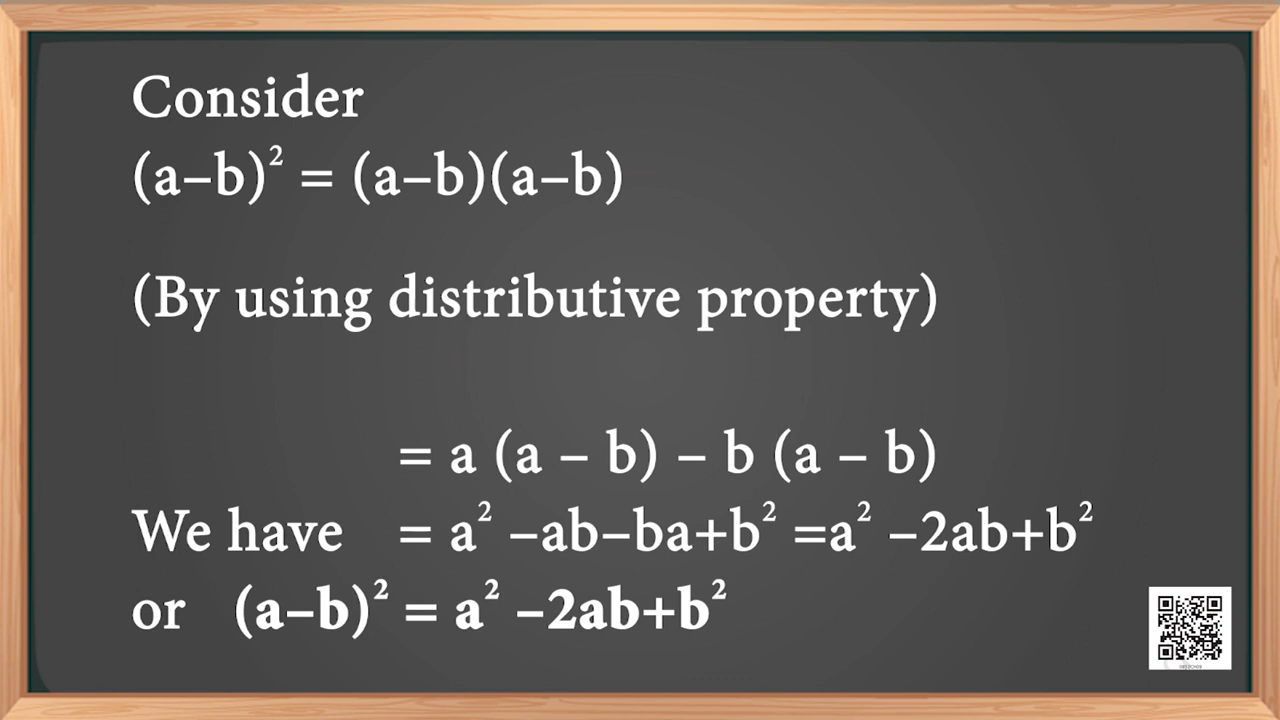 Consider
(a–b)² = (a–b)(a–b)
(By using distributive property)
= a (a – b) – b (a – b)
We have = a² –ab–ba+b² =a² –2ab+b²
or (a–b)² = a² –2ab+b²